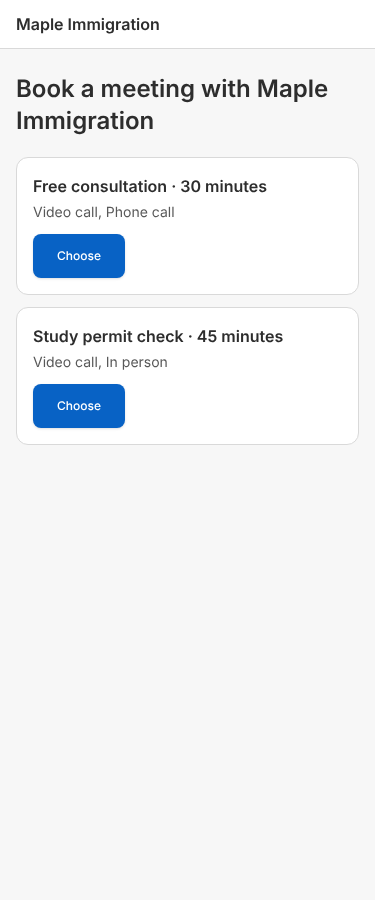 Maple Immigration
Book a meeting with Maple
Immigration
Free consultation · 30 minutes
Video call, Phone call
Choose
Study permit check · 45 minutes
Video call, In person
Choose